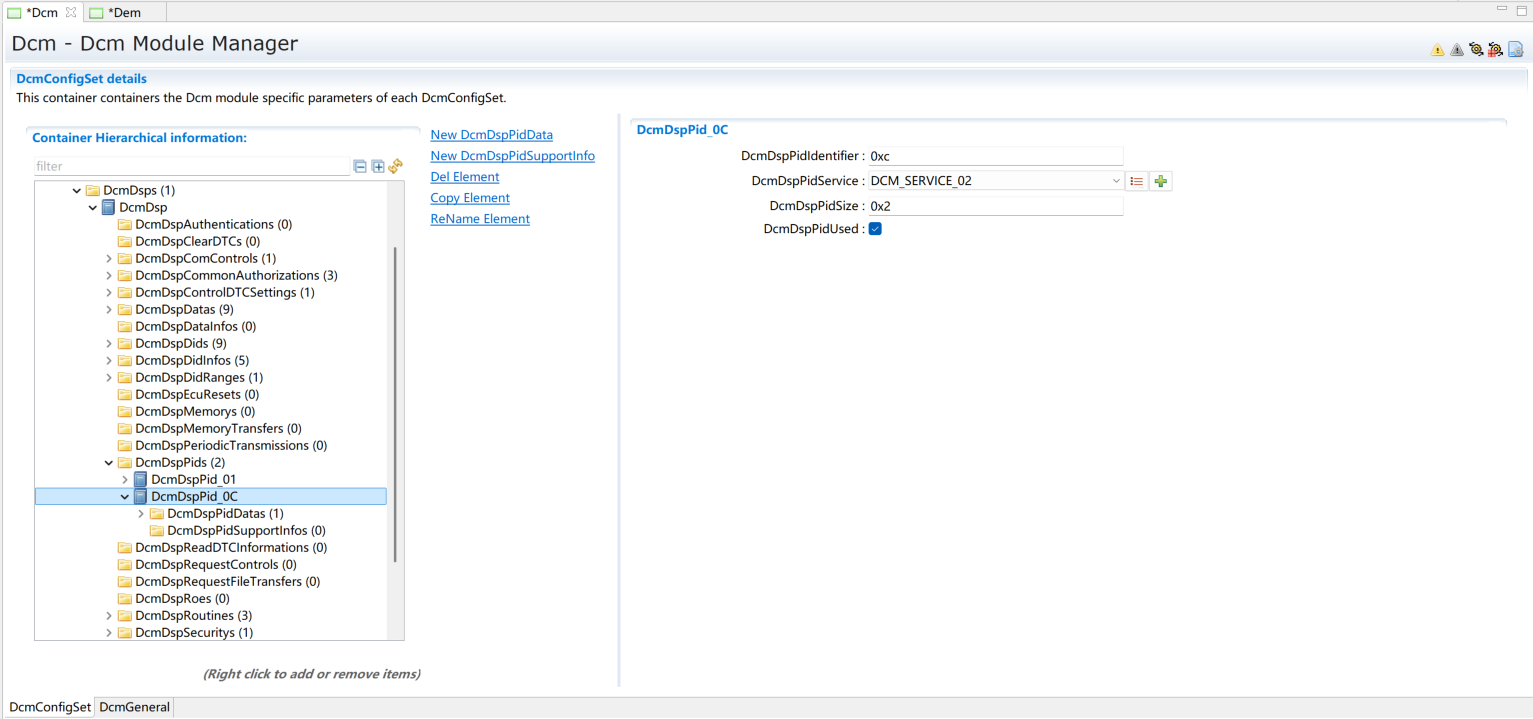 *Dcm
*Dem
Dcm - Dcm Module Manager
DcmConfigSet details
This container containers the Dcm module specific parameters of each DcmConfigSet.
Container Hierarchical information:
filter
DcmDsps (1)
DcmDsp
DcmDspAuthentications (0)
DcmDspClearDTCs (0)
DcmDspComControls (1)
DcmDspCommonAuthorizations (3)
DcmDspControlDTCSettings (1)
DcmDspDatas (9)
DcmDspDataInfos (0)
DcmDspDids (9)
DcmDspDidInfos (5)
DcmDspDidRanges (1)
DcmDspEcuResets (0)
DcmDspMemorys (0)
DcmDspMemoryTransfers (0)
DcmDspPeriodicTransmissions (0)
DcmDspPids (2)
DcmDspPid_01
DcmDspPid_0C
DcmDspPidDatas (1)
DcmDspPidSupportInfos (0)
DcmDspReadDTCInformations (0)
DcmDspRequestControls (0)
DcmDspRequestFileTransfers (0)
DcmDspRoes (0)
DcmDspRoutines (3)
DcmDspSecuritys (1)
(Right click to add or remove items)
New DcmDspPidData
New DcmDspPidSupportInfo
Del Element
Copy Element
ReName Element
DcmDspPid_0C
DcmDspPidIdentifier : 0xc
DcmDspPidService : DCM_SERVICE_02
DcmDspPidSize : 0x2
DcmDspPidUsed :
DcmConfigSet
DcmGeneral